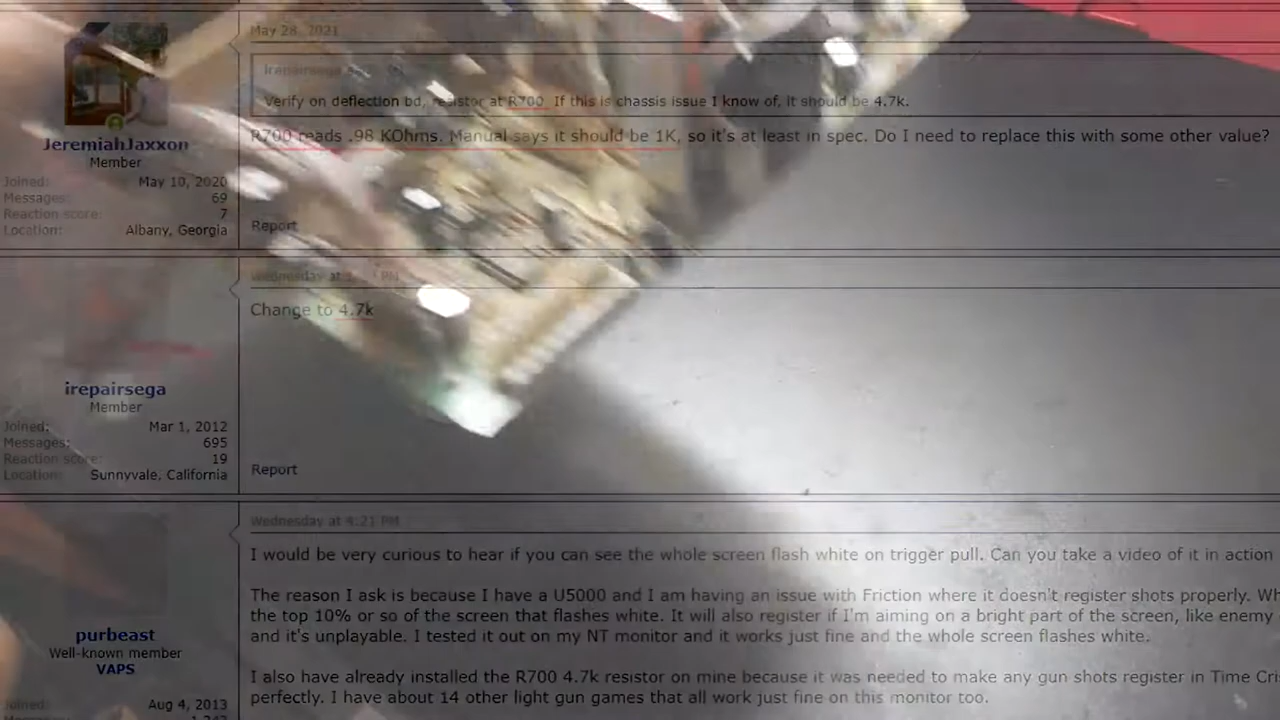 May 28, 2021
irepairsega
Verify on deflection bd, resistor at R700. If this is chassis issue I know of, it should be 4.7k.
R700 reads .98 KOhms. Manual says it should be 1K, so it's at least in spec. Do I need to replace this with some other value?
JeremiahJaxxon
Member
Joined: May 10, 2020
Messages: 69
Reaction score: 7
Location: Albany, Georgia
Report
Wednesday at PM
Change to 4.7k
irepairsega
Member
Joined: Mar 1, 2012
Messages: 695
Reaction score: 19
Location: Sunnyvale, California
Report
Wednesday at 4:21 PM
I would be very curious to hear if you can see the whole screen flash white on trigger pull. Can you take a video of it in action
The reason I ask is because I have a U5000 and I am having an issue with Friction where it doesn't register shots properly. Wh
the top 10% or so of the screen that flashes white. It will also register if I'm aiming on a bright part of the screen, like enemy
and it's unplayable. I tested it out on my NT monitor and it works just fine and the whole screen flashes white.
I also have already installed the R700 4.7k resistor on mine because it was needed to make any gun shots register in Time Cri
perfectly. I have about 14 other light gun games that all work just fine on this monitor too.
purbeast
Well-known member
VAPS
Joined: Aug 4, 2013